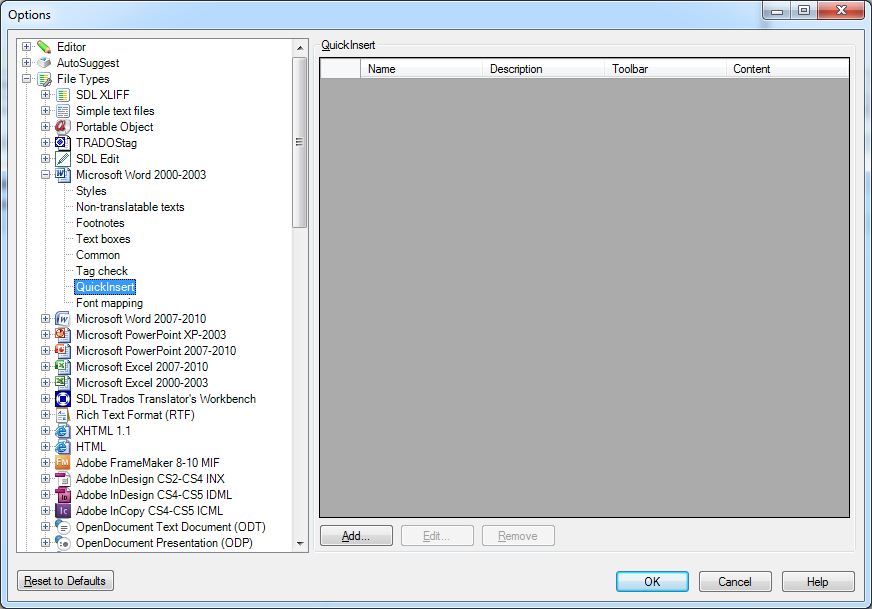 Options
Editor
AutoSuggest
File Types
SDL XLIFF
Simple text files
Portable Object
TRADOStag
SDL Edit
Microsoft Word 2000-2003
Styles
Non-translatable texts
Footnotes
Text boxes
Common
Tag check
QuickInsert
Font mapping
Microsoft Word 2007-2010
Microsoft PowerPoint XP-2003
Microsoft PowerPoint 2007-2010
Microsoft Excel 2007-2010
Microsoft Excel 2000-2003
SDL Trados Translator's Workbench
Rich Text Format (RTF)
XHTML 1.1
HTML
Adobe FrameMaker 8-10 MIF
Adobe InDesign CS2-CS4 INX
Adobe InDesign CS4-CS5 IDML
Adobe InCopy CS4-CS5 ICML
OpenDocument Text Document (ODT)
OpenDocument Presentation (ODP)
QuickInsert
Name Description Toolbar Content
Add... Edit... Remove
Reset to Defaults OK Cancel Help